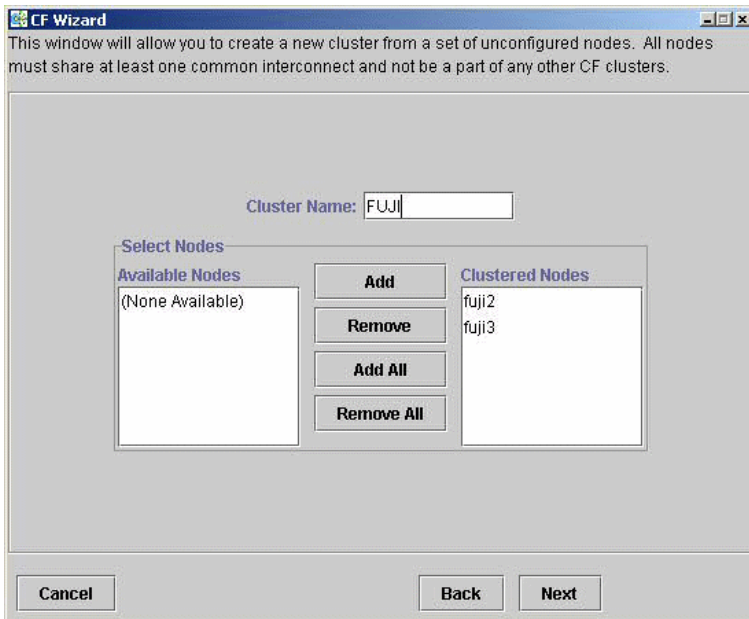 CF Wizard
This window will allow you to create a new cluster from a set of unconfigured nodes. All nodes
must share at least one common interconnect and not be a part of any other CF clusters.
Cluster Name: FUJI
Select Nodes
Available Nodes
(None Available)
Add
Remove
Add All
Remove All
Clustered Nodes
fuji2
fuji3
Cancel
Back
Next